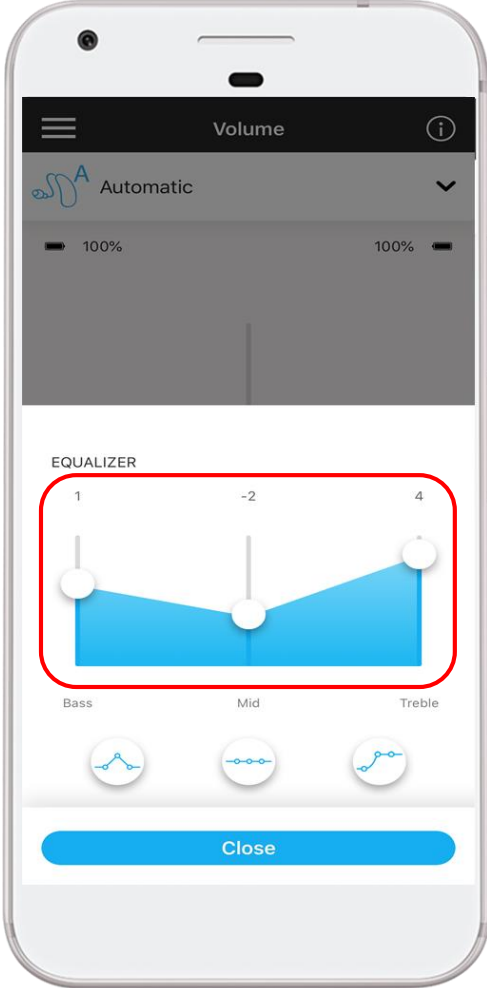 Volume
A
Automatic
100% 100%
EQUALIZER
1 -2 4
Bass Mid Treble
Close